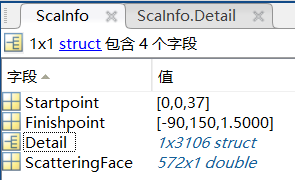 ScaInfo ScaInfo.Detail
1x1 struct 包含 4 个字段
字段 值
Startpoint [0,0,37]
Finishpoint [-90,150,1.5000]
Detail 1x3106 struct
ScatteringFace 572x1 double